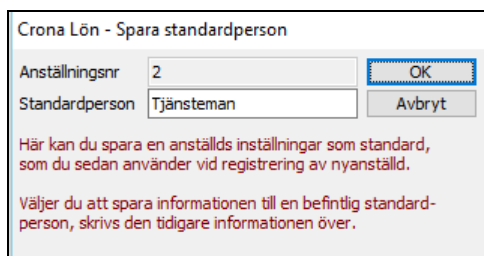 Crona Lön - Spara standardperson
Anställningsnr 2 OK
Standardperson Tjänsteman Avbryt
Här kan du spara en anställds inställningar som standard,
som du sedan använder vid registrering av nyanställd.
Väljer du att spara informationen till en befintlig standard-
person, skrivs den tidigare informationen över.